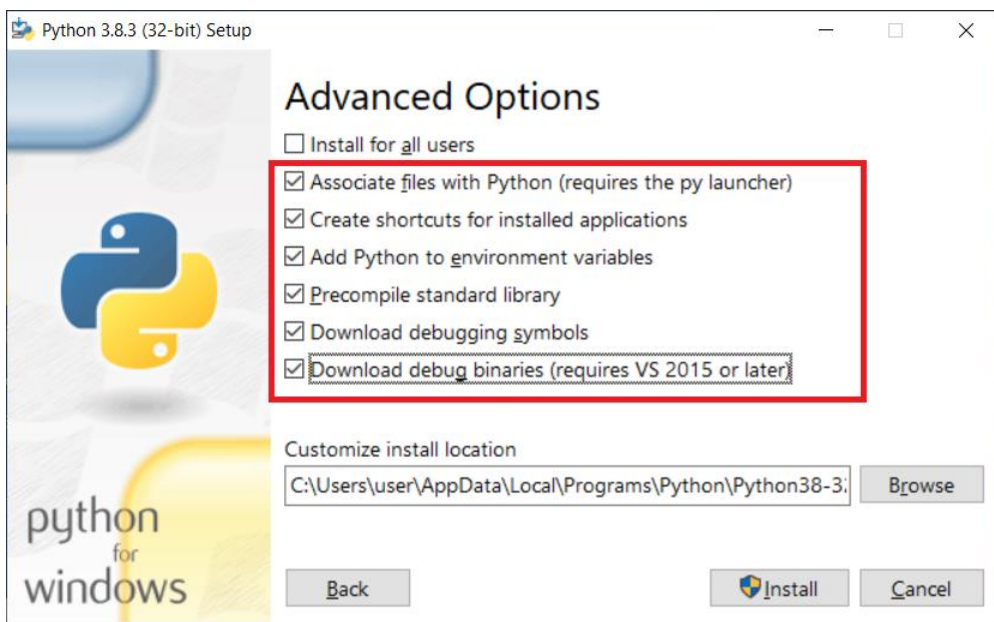 Python 3.8.3 (32-bit) Setup
Advanced Options
Install for all users
Associate files with Python (requires the py launcher)
Create shortcuts for installed applications
Add Python to environment variables
Precompile standard library
Download debugging symbols
Download debug binaries (requires VS 2015 or later)
Customize install location
C:\Users\user\AppData\Local\Programs\Python\Python38-32
Browse
python
for
windows
Back
Install
Cancel